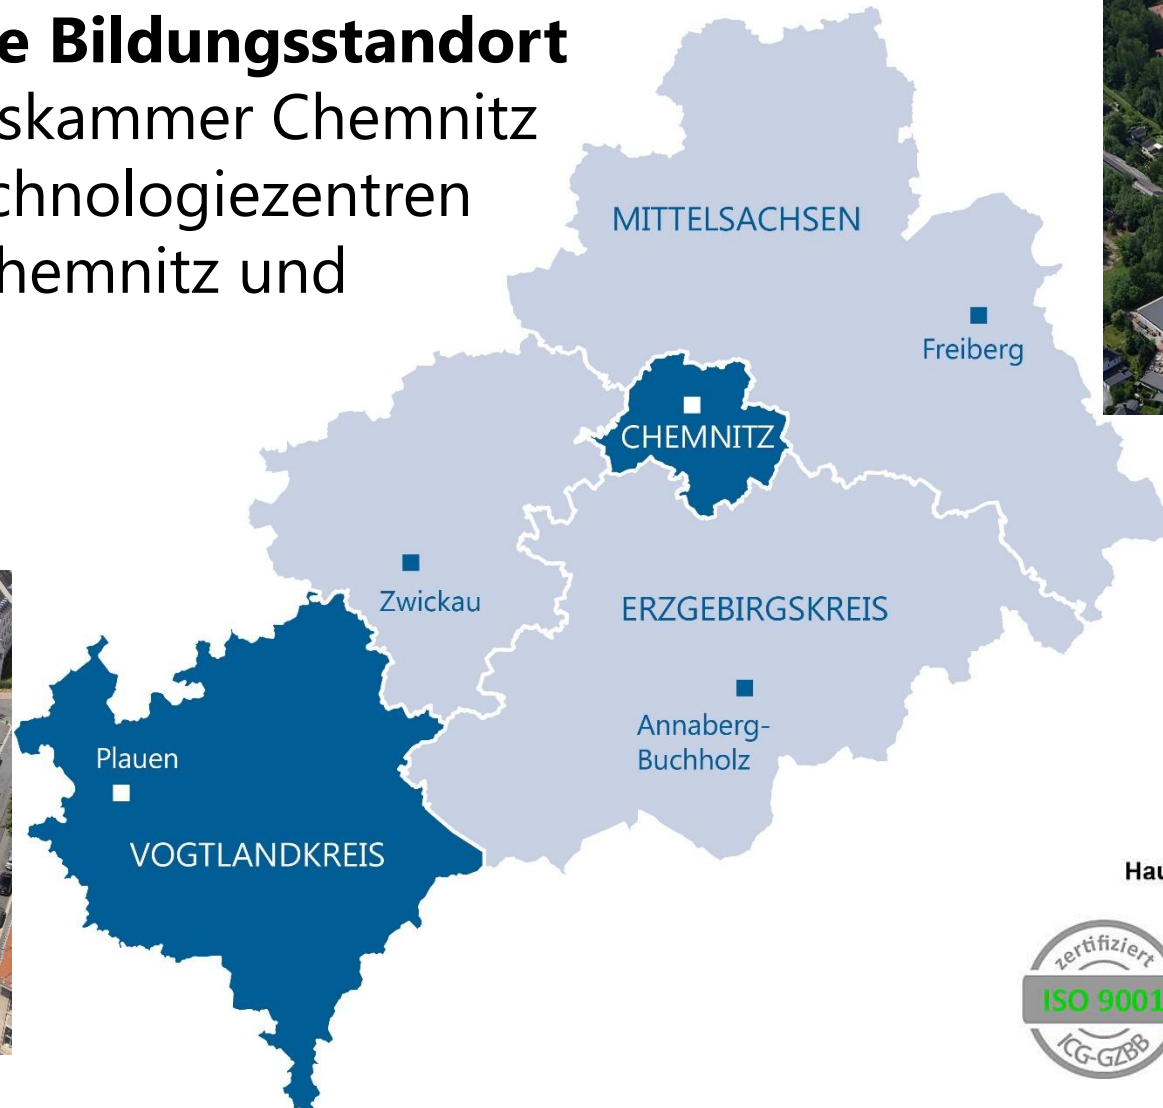 e Bildungsstandort
skammer Chemnitz
chnologiezentren
hemnitz und
MITTELSACHSEN
Freiberg
CHEMNITZ
Zwickau
ERZGEBIRGSKREIS
Annaberg-
Buchholz
Plauen
VOGTLANDKREIS
Hau
zertifiziert
ISO 9001
ICG-GZBB